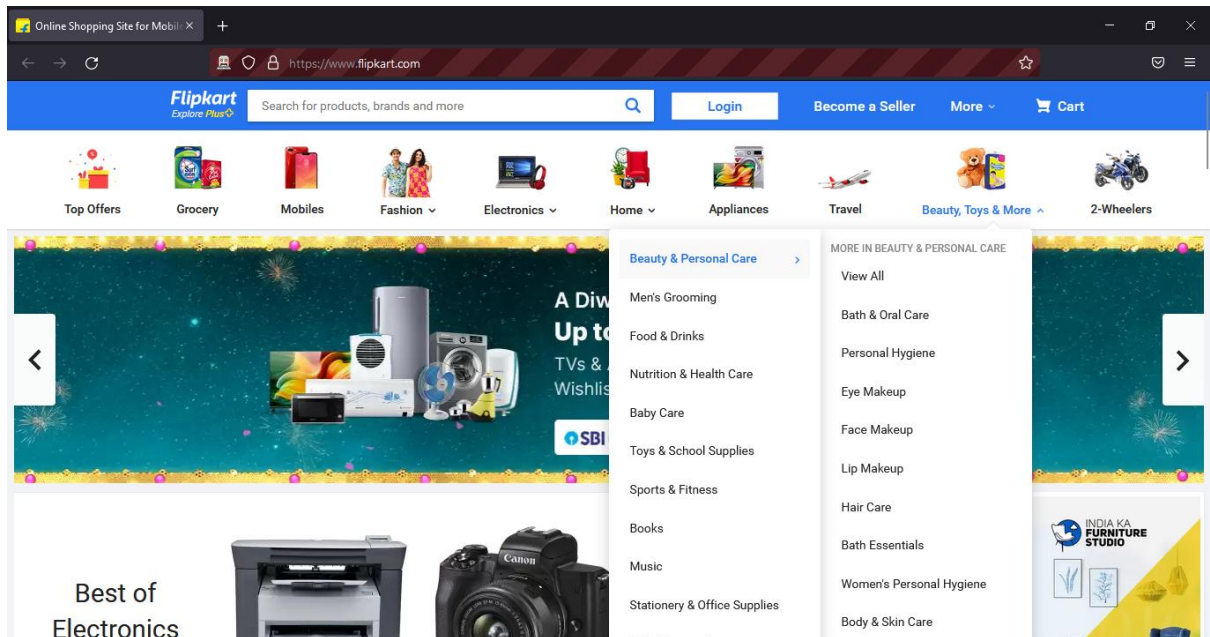 Online Shopping Site for Mobile
https://www.flipkart.com
Flipkart
Explore Plus
Search for products, brands and more
Login
Become a Seller
More
Cart
Top Offers
Grocery
Mobiles
Fashion
Electronics
Home
Appliances
Travel
Beauty, Toys & More
2-Wheelers
A Diw
Up to
TVs &
Wishlis
SBI
Beauty & Personal Care
Men's Grooming
Food & Drinks
Nutrition & Health Care
Baby Care
Toys & School Supplies
Sports & Fitness
Books
Music
Stationery & Office Supplies
MORE IN BEAUTY & PERSONAL CARE
View All
Bath & Oral Care
Personal Hygiene
Eye Makeup
Face Makeup
Lip Makeup
Hair Care
Bath Essentials
Women's Personal Hygiene
Body & Skin Care
Best of
Electronics
Canon
INDIA KA
FURNITURE
STUDIO